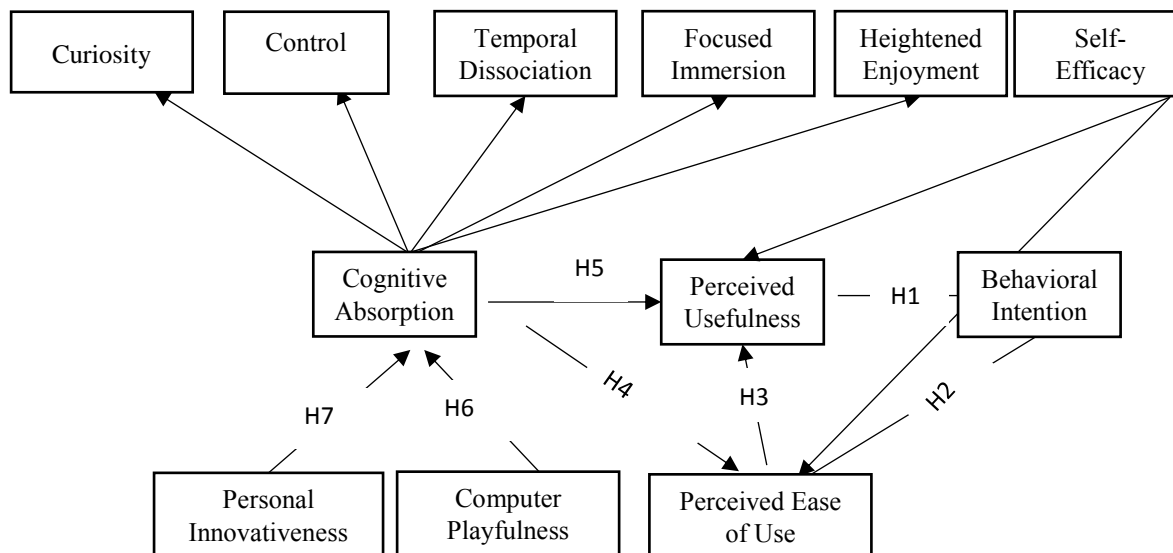 Curiosity
Control
Temporal
Dissociation
Focused
Immersion
Heightened
Enjoyment
Self-
Efficacy
Cognitive
Absorption
H5
Perceived
Usefulness
H1
Behavioral
Intention
H7
H6
H4
H3
H2
Personal
Innovativeness
Computer
Playfulness
Perceived Ease
of Use